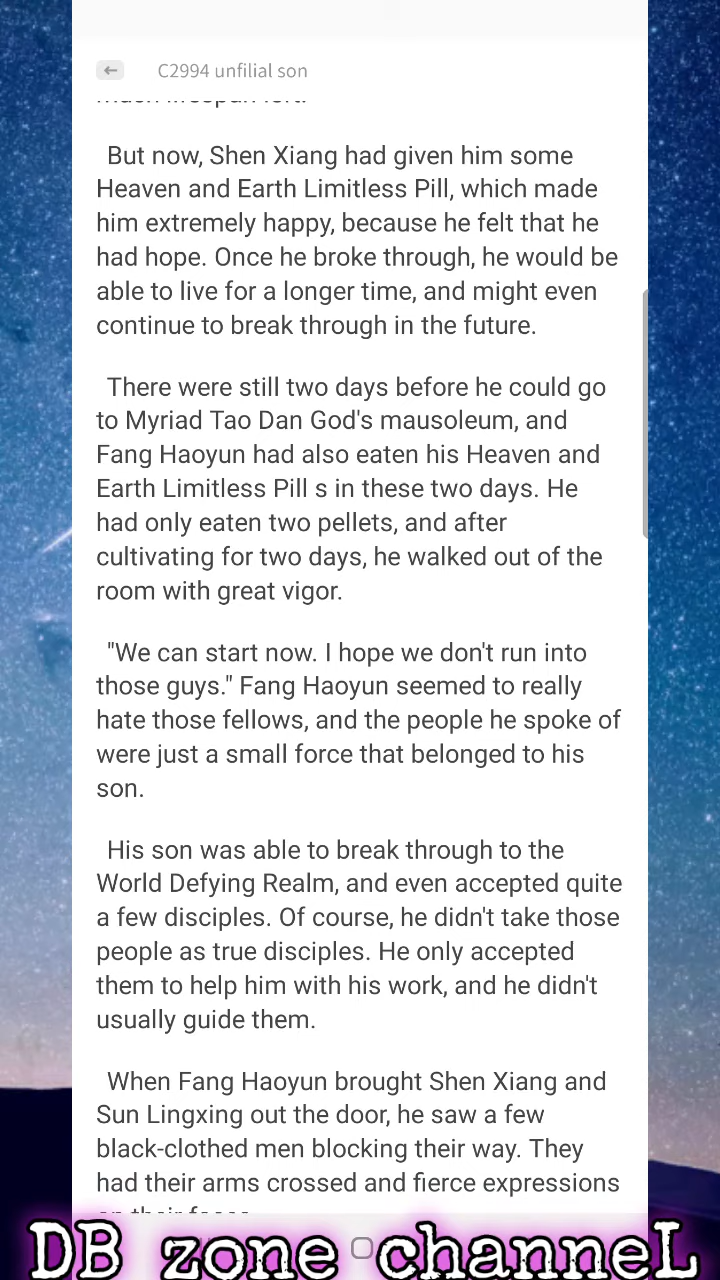 C2994 unfilial son
But now, Shen Xiang had given him some
Heaven and Earth Limitless Pill, which made
him extremely happy, because he felt that he
had hope. Once he broke through, he would be
able to live for a longer time, and might even
continue to break through in the future.
There were still two days before he could go
to Myriad Tao Dan God's mausoleum, and
Fang Haoyun had also eaten his Heaven and
Earth Limitless Pill s in these two days. He
had only eaten two pellets, and after
cultivating for two days, he walked out of the
room with great vigor.
"We can start now. I hope we don't run into
those guys." Fang Haoyun seemed to really
hate those fellows, and the people he spoke of
were just a small force that belonged to his
son.
His son was able to break through to the
World Defying Realm, and even accepted quite
a few disciples. Of course, he didn't take those
people as true disciples. He only accepted
them to help him with his work, and he didn't
usually guide them.
When Fang Haoyun brought Shen Xiang and
Sun Lingxing out the door, he saw a few
black-clothed men blocking their way. They
had their arms crossed and fierce expressions
DB zone channeL